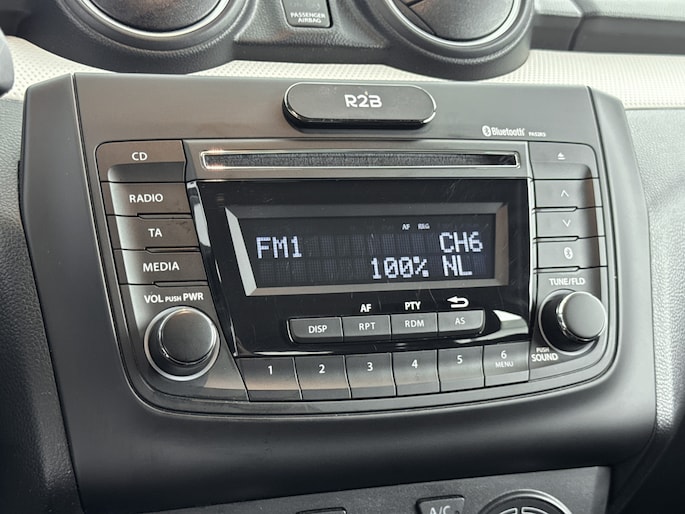 PASSENGER
AIRBAG
R2B
Bluetooth
CD
RADIO
TA
MEDIA
VOL PUSH PWR
AF REG
FM1 CH6
100% NL
TUNE/FLD
AF PTY
DISP RPT RDM AS
PUSH
SOUND
1 2 3 4 5 6
MENU
A/C